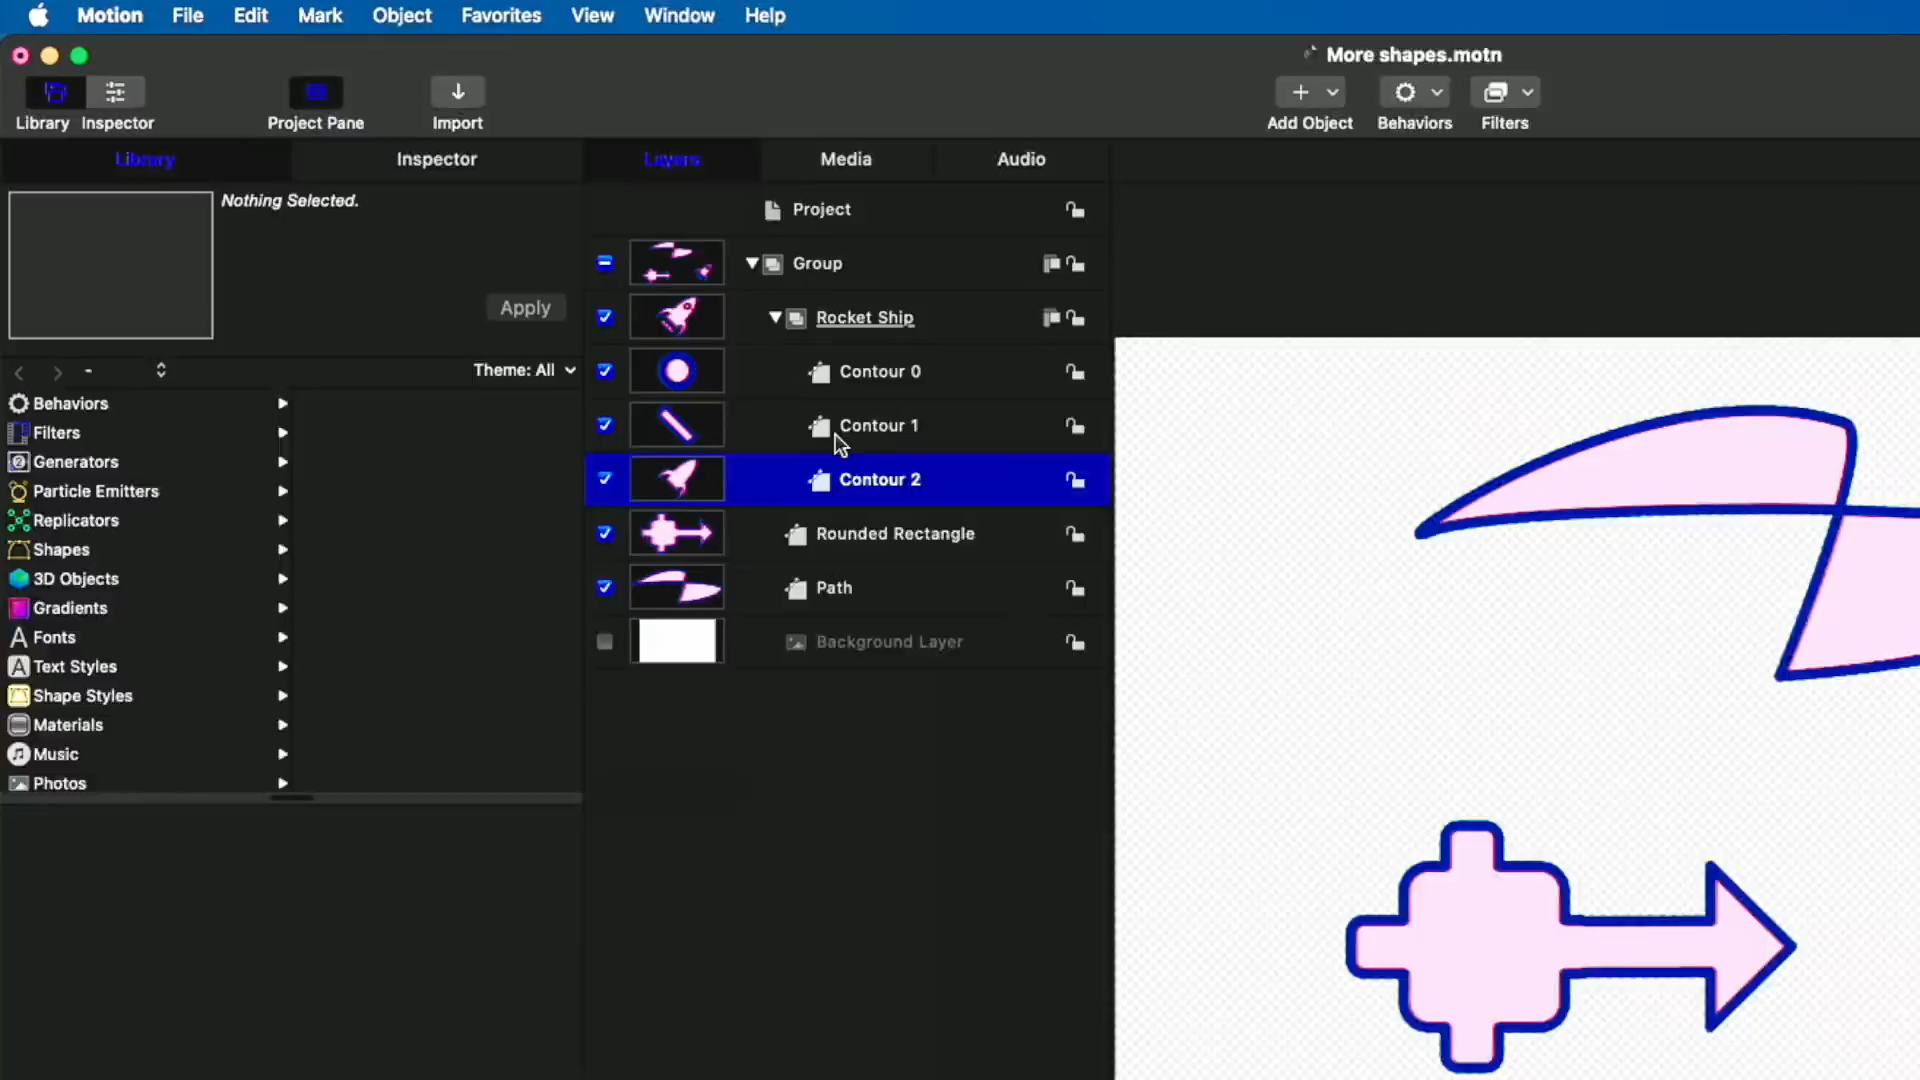 Motion File Edit Mark Object Favorites View Window Help
More shapes.motn
Library Inspector Project Pane Import Add Object Behaviors Filters
Library Inspector Layers Media Audio
Nothing Selected.
Apply
- Theme: All
Behaviors
Filters
Generators
Particle Emitters
Replicators
Shapes
3D Objects
Gradients
Fonts
Text Styles
Shape Styles
Materials
Music
Photos
Project
Group
Rocket Ship
Contour 0
Contour 1
Contour 2
Rounded Rectangle
Path
Background Layer